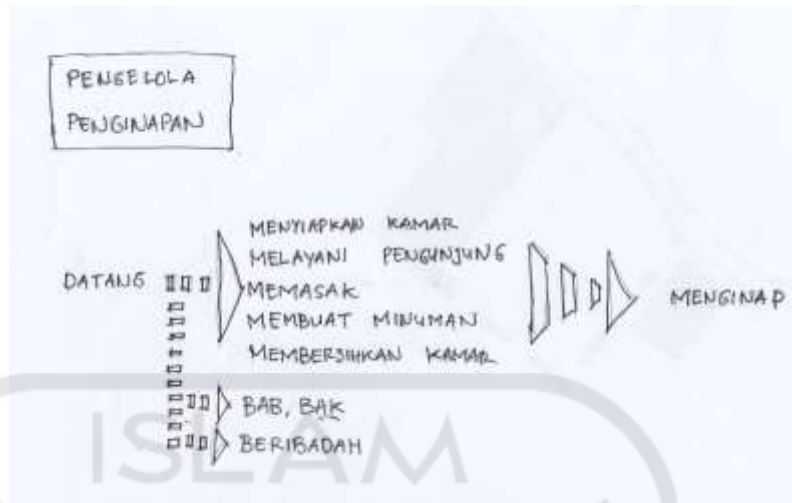 PENGELOLA
PENGINAPAN
MENYIAPKAN KAMAR
MELAYANI PENGUNJUNG
DATANG
MEMASAK
MENGINAP
MEMBUAT MINUMAN
MEMBERSIHKAN KAMAR
BAB, BAK
BERIBADAH
ISLAM